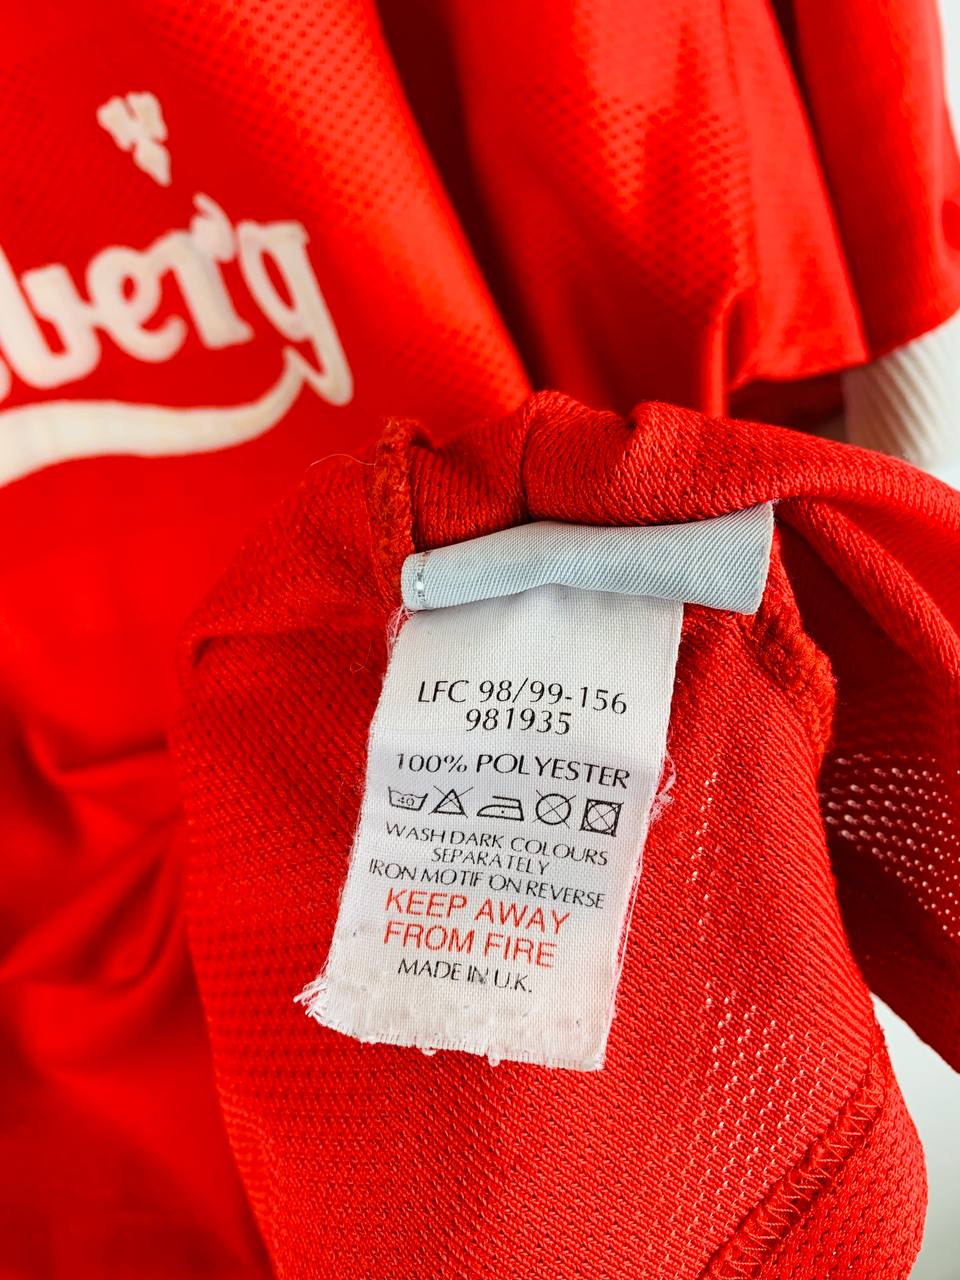 lsberg
LFC 98/99-156
981935
100% POLYESTER
40
WASH DARK COLOURS
SEPARATELY
IRON MOTIF ON REVERSE
KEEP AWAY
FROM FIRE
MADE IN U.K.